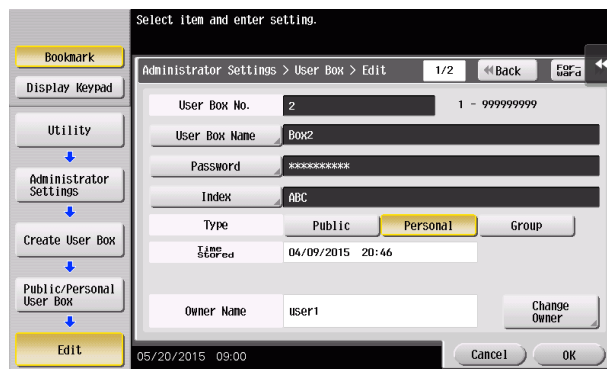 Select item and enter setting.
Bookmark
Display Keypad
Utility
Administrator
Settings
Create User Box
Public/Personal
User Box
Edit
Administrator Settings > User Box > Edit 1/2 Back For-
ward
User Box No. 2 1 - 999999999
User Box Name Box2
Password **********
Index ABC
Type Public Personal Group
Time
Stored 04/09/2015 20:46
Owner Name user1 Change
Owner
05/20/2015 09:00 Cancel OK